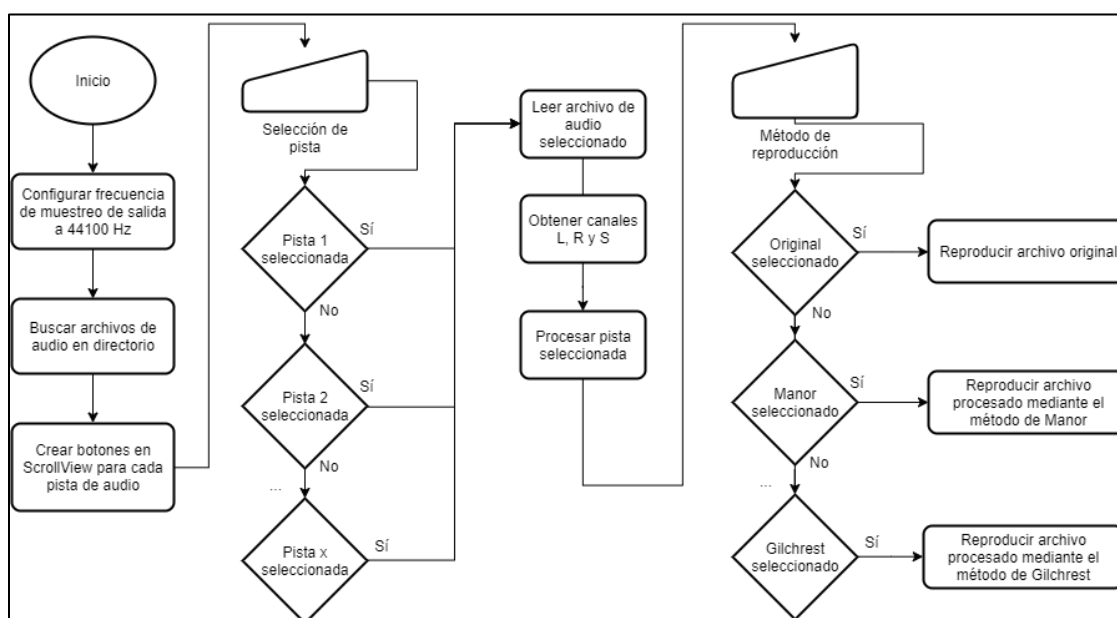 Inicio
Configurar frecuencia
de muestreo de salida
a 44100 Hz
Buscar archivos de
audio en directorio
Crear botones en
ScrollView para cada
pista de audio
Selección de
pista
Pista 1
seleccionada
Sí
No
Pista 2
seleccionada
Sí
No
...
Pista x
seleccionada
Sí
Leer archivo de
audio seleccionado
Obtener canales
L, R y S
Procesar pista
seleccionada
Método de
reproducción
Original
seleccionado
Sí
Reproducir archivo original
No
Manor
seleccionado
Sí
Reproducir archivo
procesado mediante el
método de Manor
No
...
Gilchrest
seleccionado
Sí
Reproducir archivo
procesado mediante el
método de Gilchrest